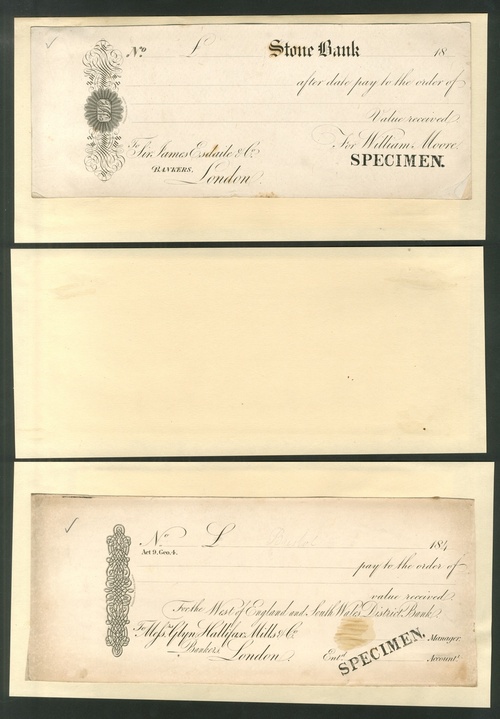 No £ Stone Bank 18
after date pay to the order of
Value received
For William Moore.
To Sir James Esdaile & Co.
BANKERS, London.
SPECIMEN.
No £ 184
Act 9. Geo. 4.
pay to the order of
value received
For the West of England and South Wales District Bank.
To Messrs Glyn Hallifax Mills & Co.
Bankers, London.
SPECIMEN.
Manager.
Entd. Accountt.